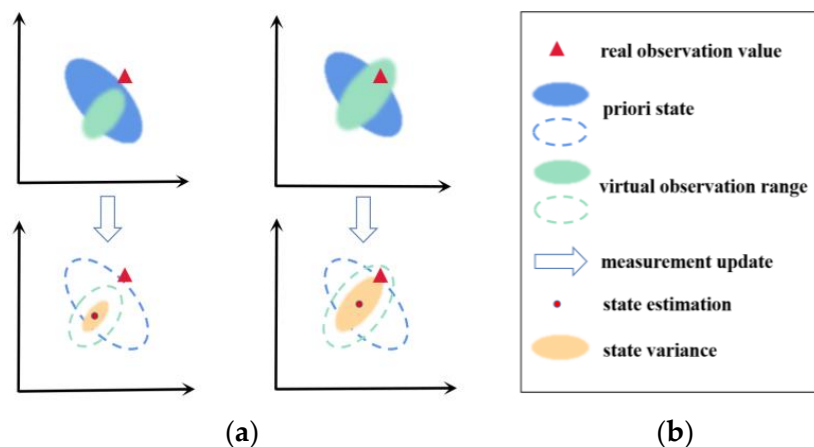 real observation value
priori state
virtual observation range
measurement update
state estimation
state variance
(a)
(b)